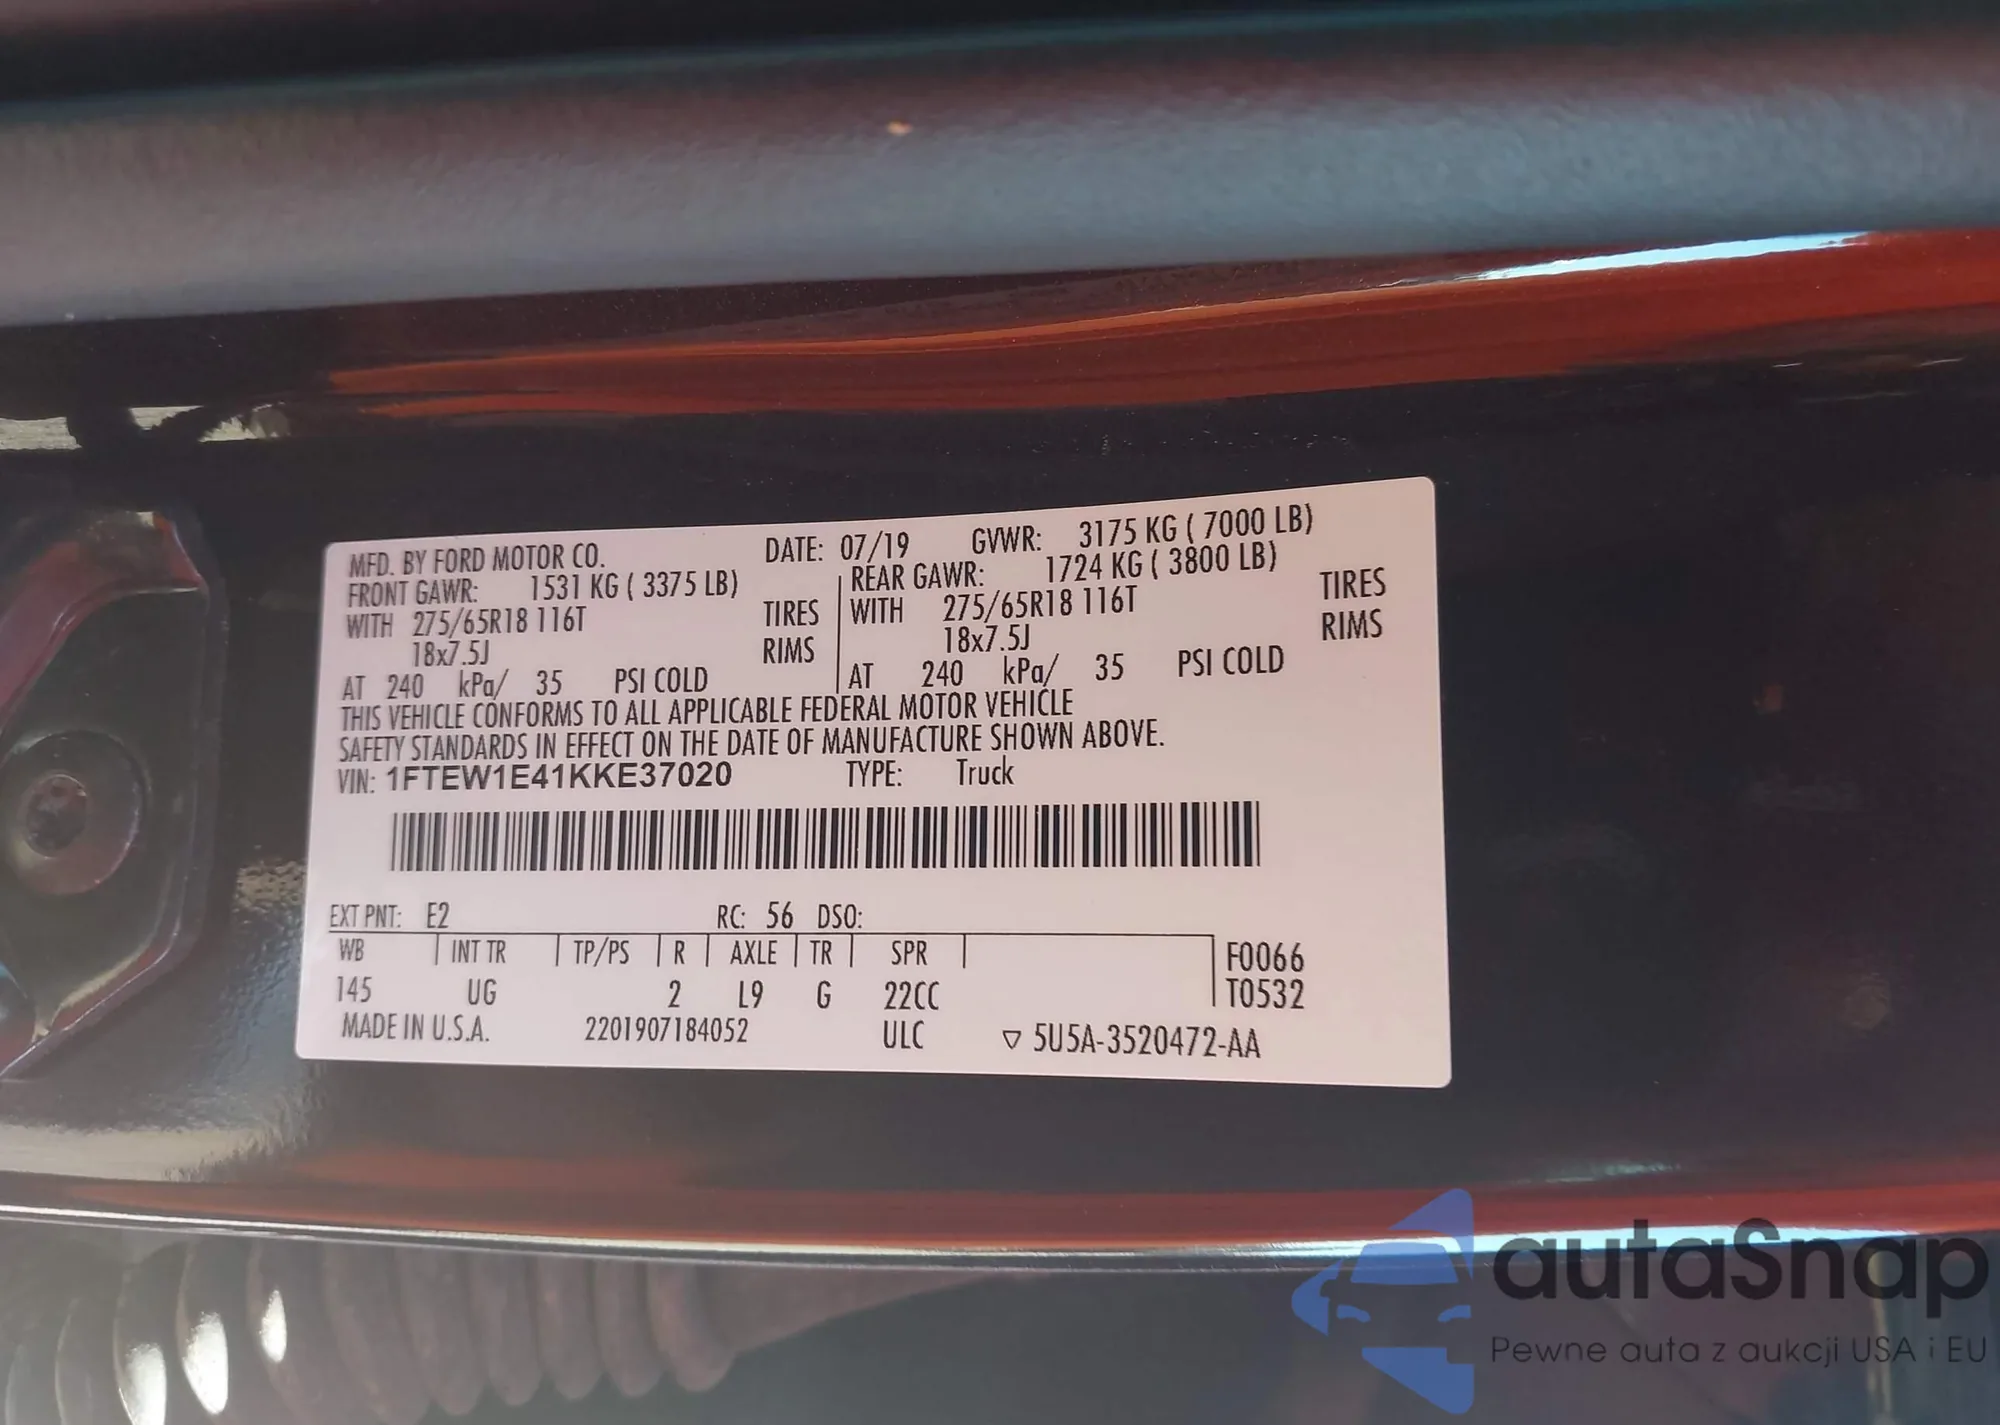 MFD. BY FORD MOTOR CO. DATE: 07/19 GVWR: 3175 KG ( 7000 LB)
FRONT GAWR: 1531 KG ( 3375 LB) REAR GAWR: 1724 KG ( 3800 LB)
WITH 275/65R18 116T TIRES WITH 275/65R18 116T TIRES
18x7.5J RIMS 18x7.5J RIMS
AT 240 kPa/ 35 PSI COLD AT 240 kPa/ 35 PSI COLD
THIS VEHICLE CONFORMS TO ALL APPLICABLE FEDERAL MOTOR VEHICLE
SAFETY STANDARDS IN EFFECT ON THE DATE OF MANUFACTURE SHOWN ABOVE.
VIN: 1FTEW1E41KKE37020 TYPE: Truck
EXT PNT: E2 RC: 56 DSO:
WB INT TR TP/PS R AXLE TR SPR F0066
145 UG 2 L9 G 22CC T0532
MADE IN U.S.A. 2201907184052 ULC ▽ 5U5A-3520472-AA
autaSnap
Pewne auta z aukcji USA i EU